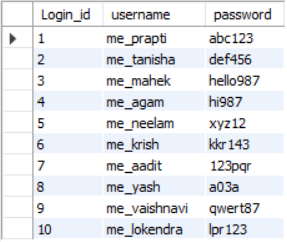 Login_id username password
1 me_prapti abc123
2 me_tanisha def456
3 me_mahek hello987
4 me_agam hi987
5 me_neelam xyz12
6 me_krish kkr143
7 me_aadit 123pqr
8 me_yash a03a
9 me_vaishnavi qwert87
10 me_lokendra lpr123